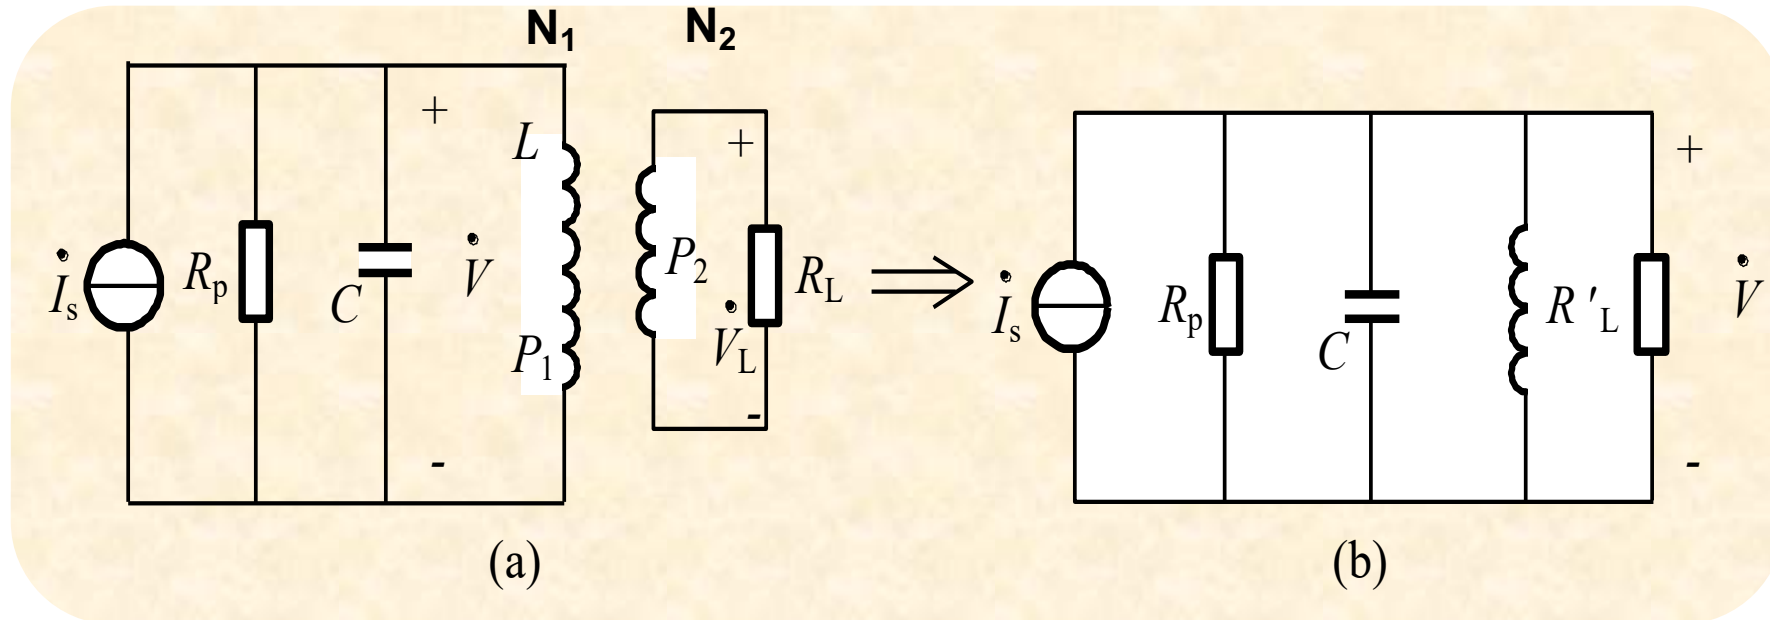 N₁ N₂
+
L
+
İs Rp C V̇ P₂ RL
P₁ V̇L
-
-
(a)
+
İs Rp C R'L V̇
-
(b)